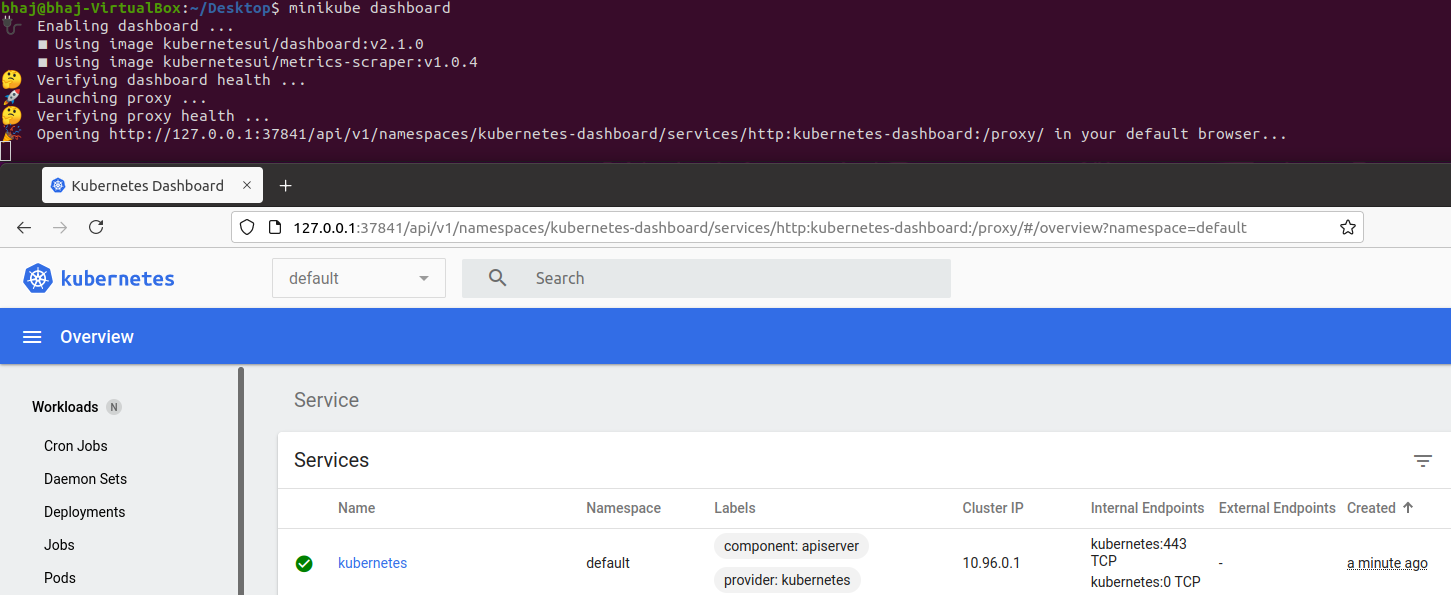 bhaj@bhaj-VirtualBox:~/Desktop$ minikube dashboard
Enabling dashboard ...
■ Using image kubernetesui/dashboard:v2.1.0
■ Using image kubernetesui/metrics-scraper:v1.0.4
Verifying dashboard health ...
Launching proxy ...
Verifying proxy health ...
Opening http://127.0.0.1:37841/api/v1/namespaces/kubernetes-dashboard/services/http:kubernetes-dashboard:/proxy/ in your default browser...
Kubernetes Dashboard
127.0.0.1:37841/api/v1/namespaces/kubernetes-dashboard/services/http:kubernetes-dashboard:/proxy/#/overview?namespace=default
kubernetes default Search
Overview
Workloads N
Cron Jobs
Daemon Sets
Deployments
Jobs
Pods
Service
Services
Name Namespace Labels Cluster IP Internal Endpoints External Endpoints Created
kubernetes default component: apiserver 10.96.0.1 kubernetes:443 - a minute ago
TCP
provider: kubernetes kubernetes:0 TCP